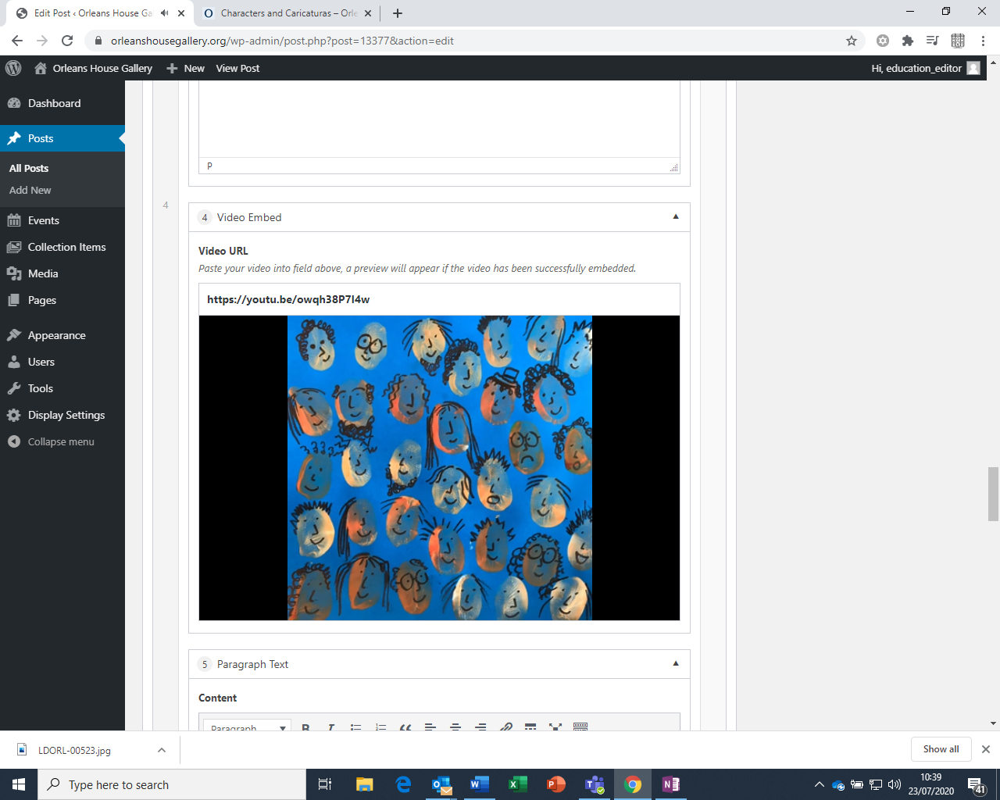 Edit Post ‹ Orleans House Ga
Characters and Caricaturas – Orle
orleanshousegallery.org/wp-admin/post.php?post=13377&action=edit
Orleans House Gallery
New
View Post
Hi, education_editor
Dashboard
Posts
All Posts
Add New
Events
Collection Items
Media
Pages
Appearance
Users
Tools
Display Settings
Collapse menu
P
4
4 Video Embed
Video URL
Paste your video into field above, a preview will appear if the video has been successfully embedded.
https://youtu.be/owqh38P7I4w
5 Paragraph Text
Content
Paragraph
B I
LDORL-00523.jpg
Show all
Type here to search
10:39
23/07/2020
41